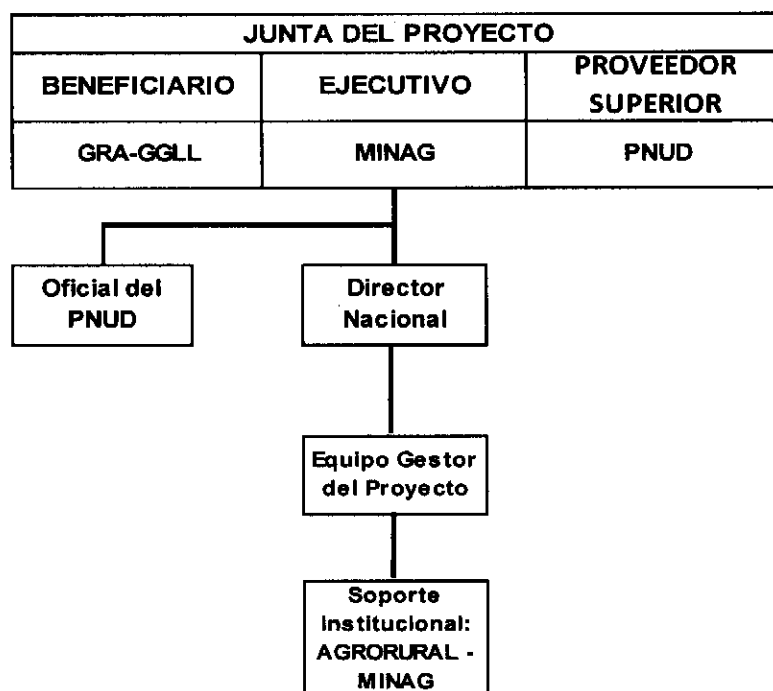 JUNTA DEL PROYECTO
BENEFICIARIO
EJECUTIVO
PROVEEDOR
SUPERIOR
GRA-GGLL
MINAG
PNUD
Oficial del
PNUD
Director
Nacional
Equipo Gestor
del Proyecto
Soporte
institucional:
AGRORURAL -
MINAG